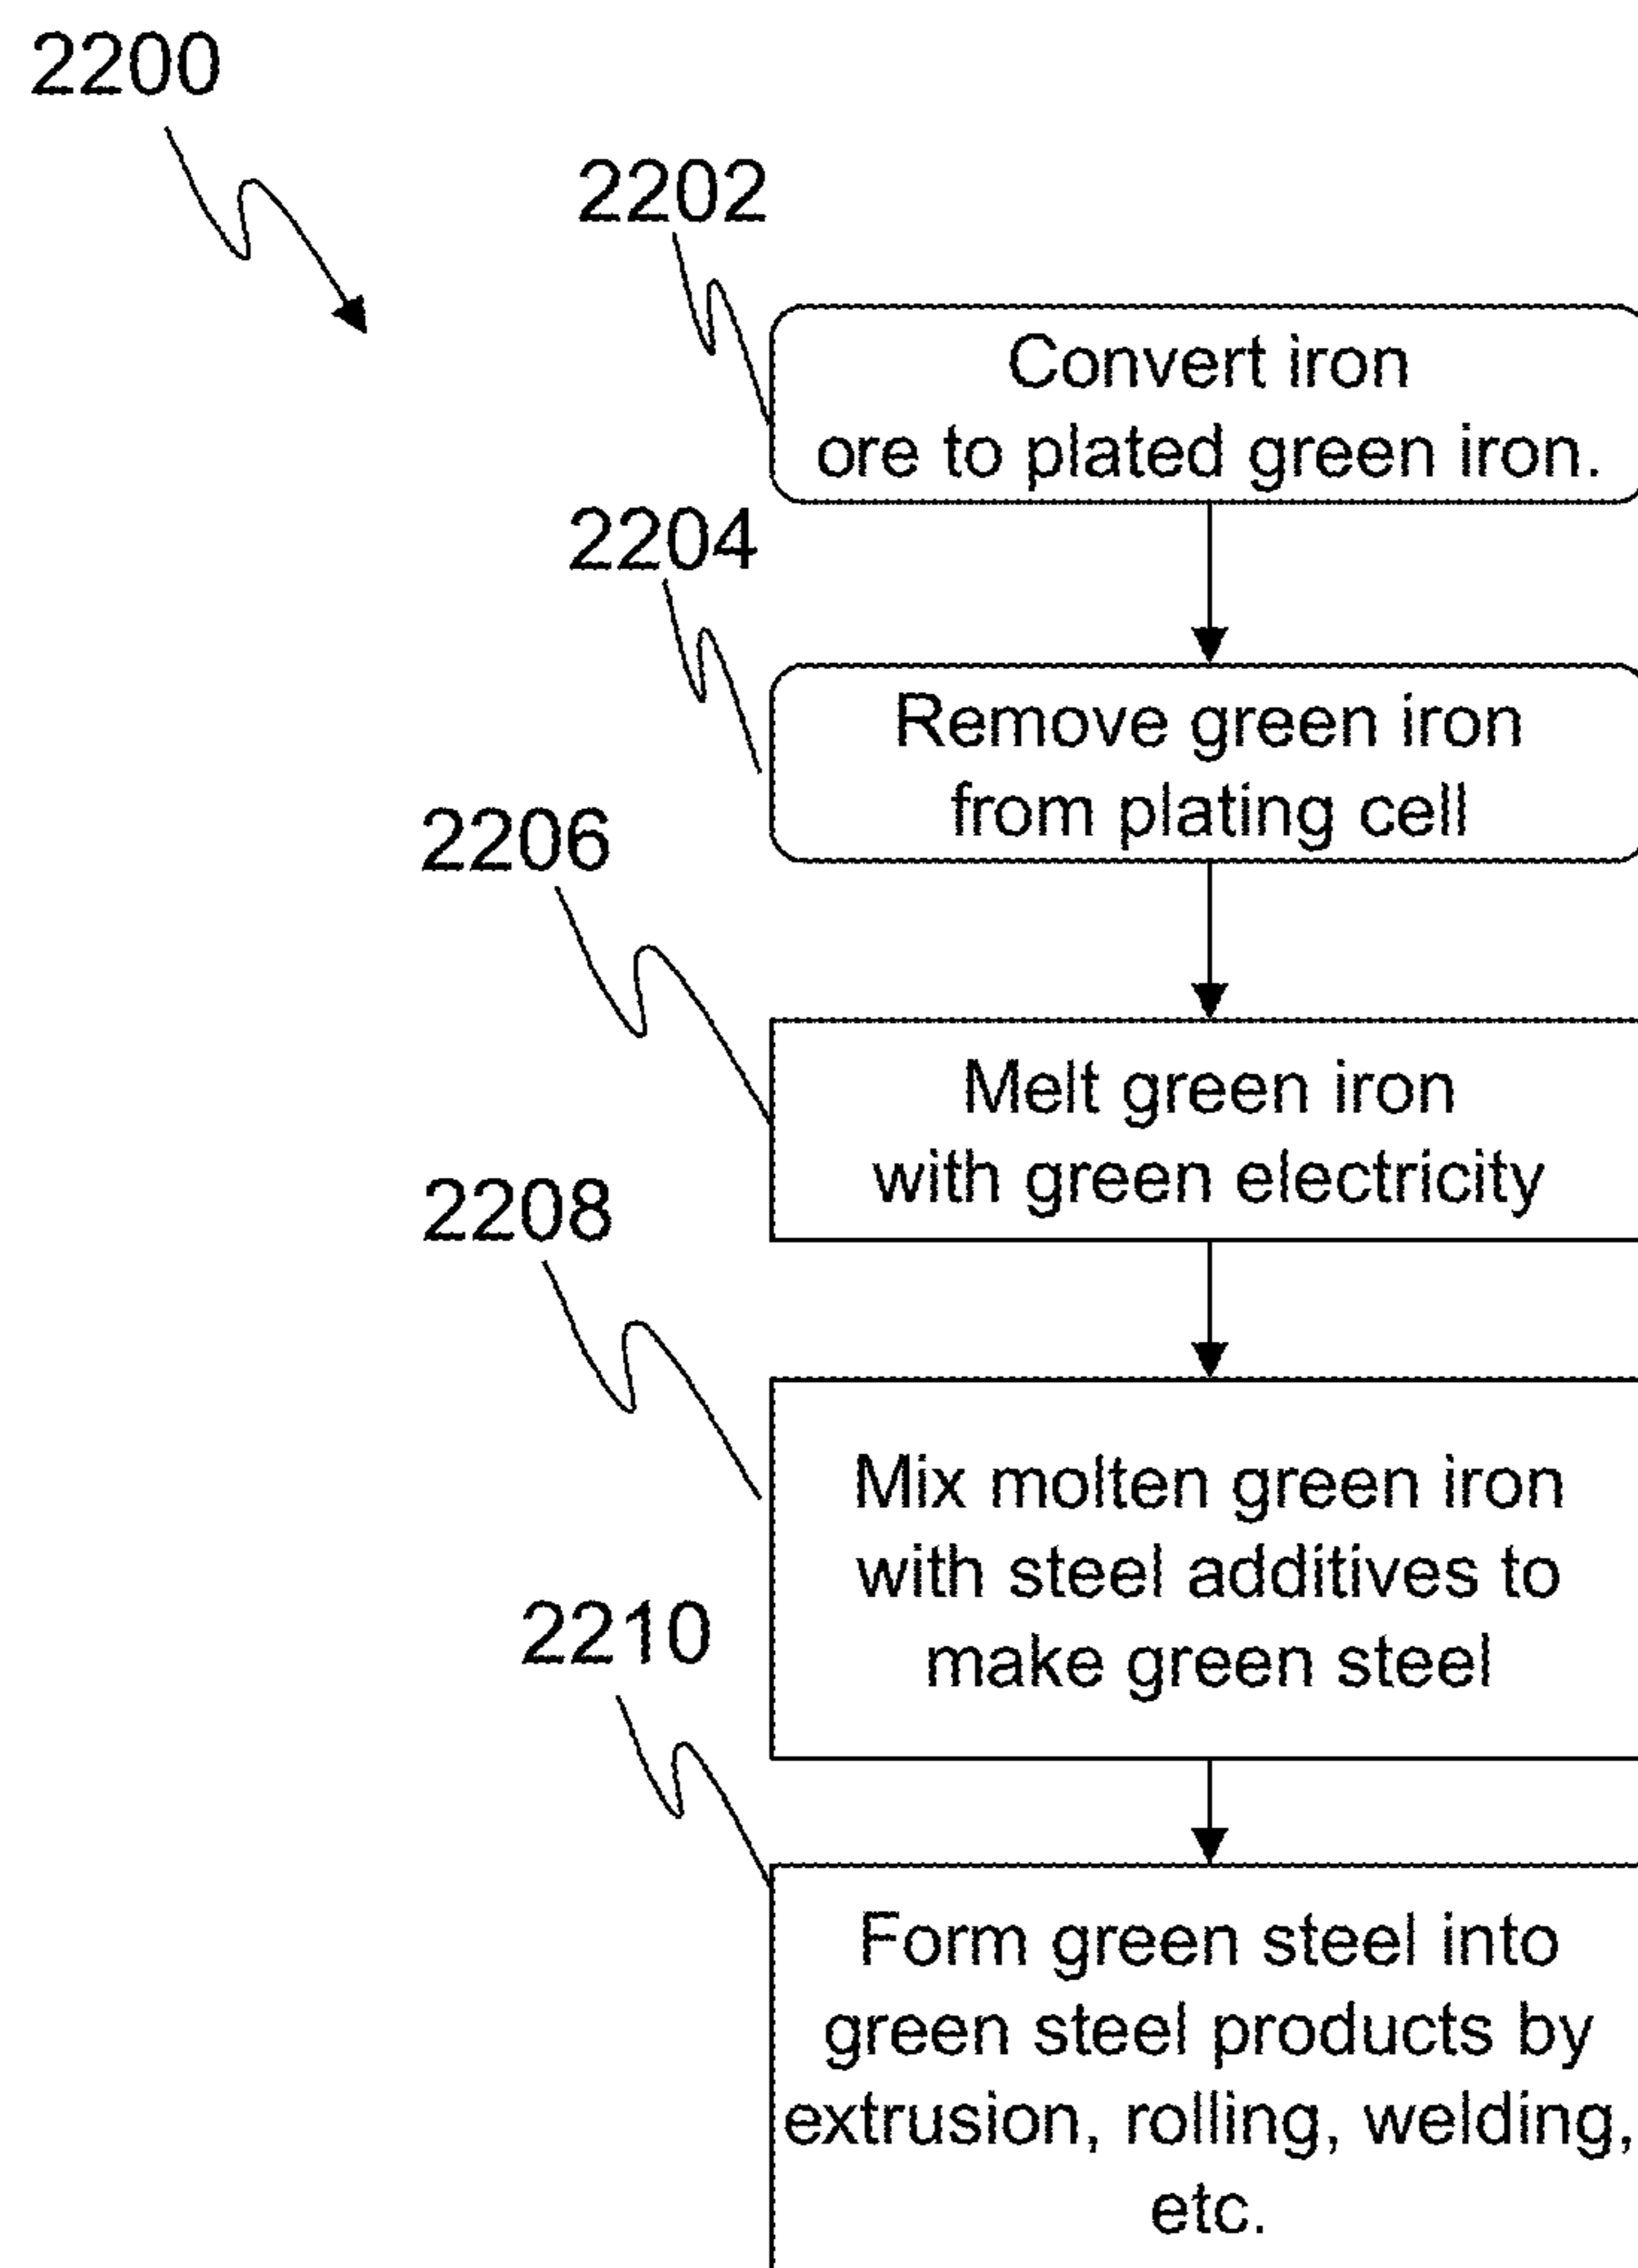 2200
2202
Convert iron
ore to plated green iron.
2204
Remove green iron
from plating cell
2206
Melt green iron
with green electricity
2208
Mix molten green iron
with steel additives to
make green steel
2210
Form green steel into
green steel products by
extrusion, rolling, welding,
etc.